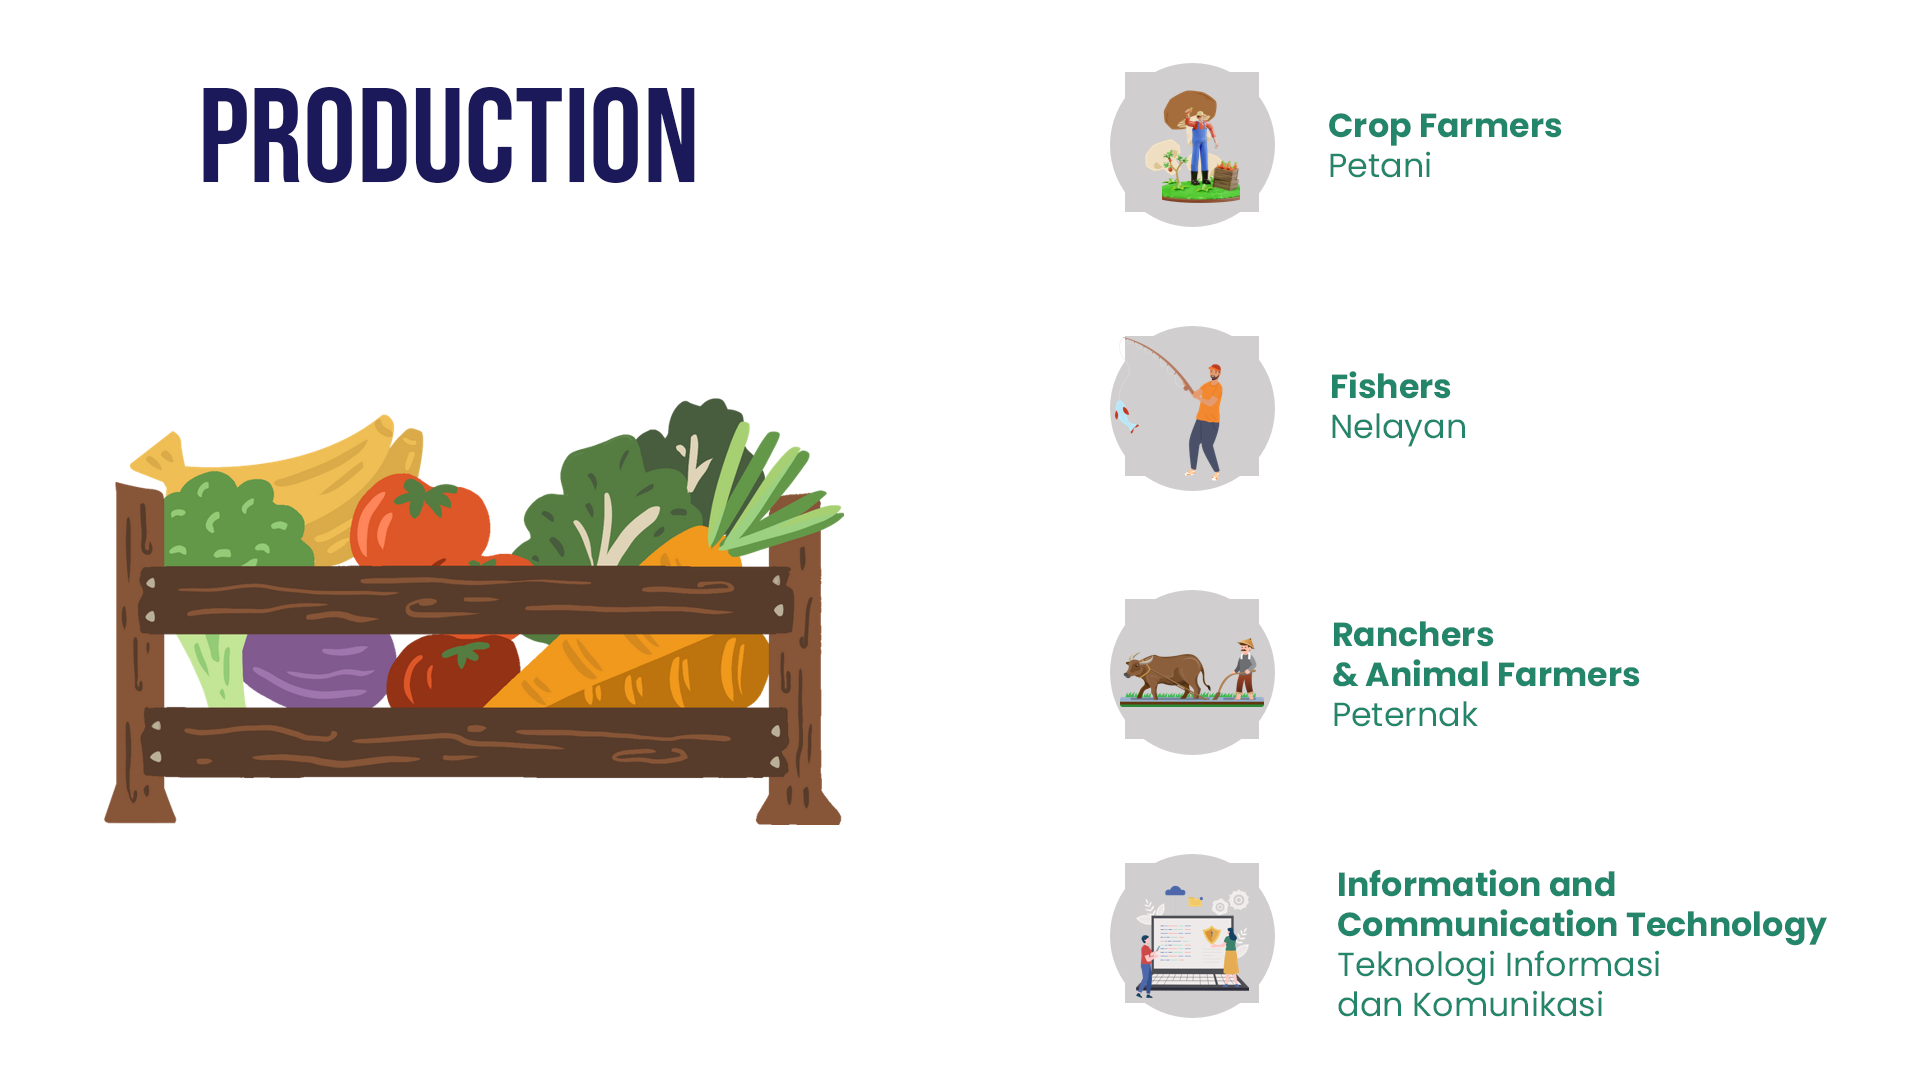 PRODUCTION
Crop Farmers
Petani
Fishers
Nelayan
Ranchers
& Animal Farmers
Peternak
Information and
Communication Technology
Teknologi Informasi
dan Komunikasi